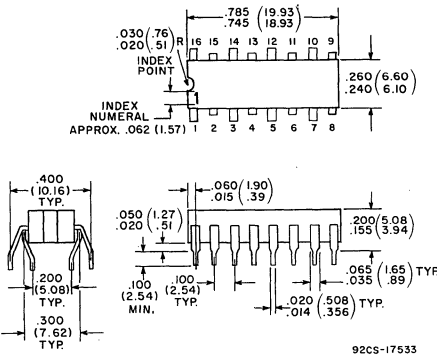 .785 (19.93)
.745 (18.93)
.030 (.76)
.020 (.51) R
16 15 14 13 12 11 10 9
INDEX
POINT
.260 (6.60)
.240 (6.10)
INDEX
NUMERAL
1
APPROX. .062 (1.57)
1 2 3 4 5 6 7 8
.400
(10.16)
TYP.
.060 (1.90)
.015 (.39)
.050 (1.27)
.020 (.51)
.200 (5.08)
.155 (3.94)
.200
(5.08)
TYP.
.100
(2.54)
MIN.
.100
(2.54)
TYP.
.065 (1.65) TYP.
.035 (.89)
.020 (.508) TYP.
.014 (.356)
.300
(7.62)
TYP.
92CS-17533